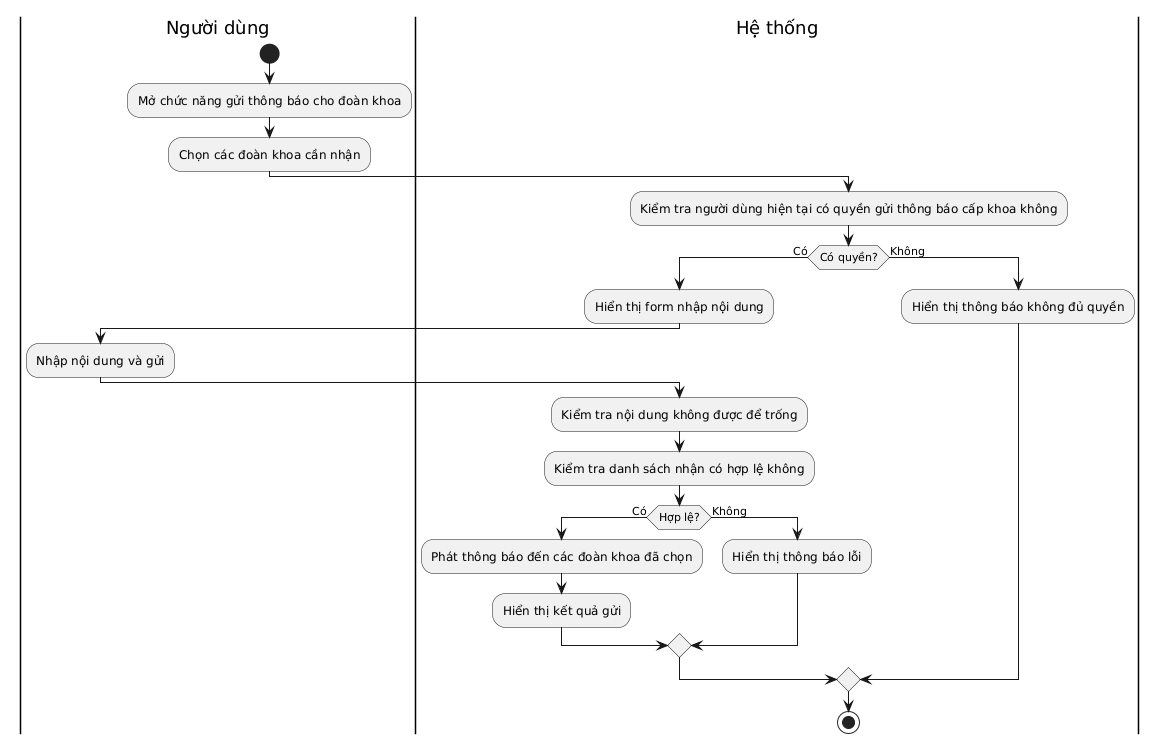 Người dùng
Hệ thống
Mở chức năng gửi thông báo cho đoàn khoa
Chọn các đoàn khoa cần nhận
Kiểm tra người dùng hiện tại có quyền gửi thông báo cấp khoa không
Có
Có quyền?
Không
Hiển thị form nhập nội dung
Hiển thị thông báo không đủ quyền
Nhập nội dung và gửi
Kiểm tra nội dung không được để trống
Kiểm tra danh sách nhận có hợp lệ không
Có
Hợp lệ?
Không
Phát thông báo đến các đoàn khoa đã chọn
Hiển thị thông báo lỗi
Hiển thị kết quả gửi